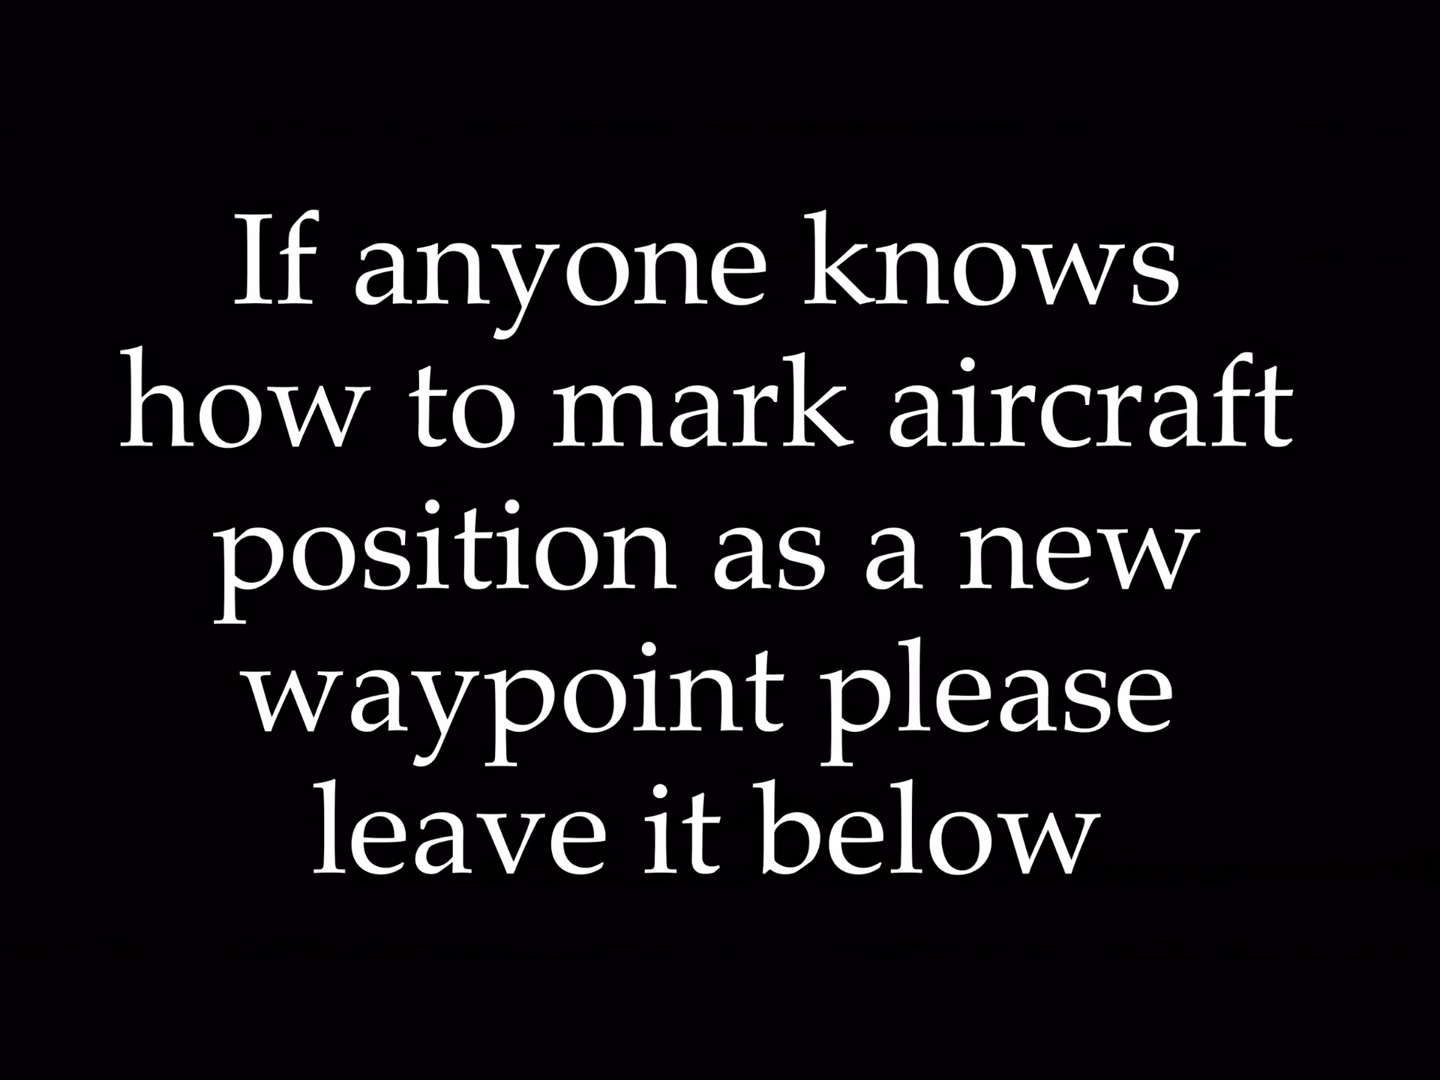 If anyone knows
how to mark aircraft
position as a new
waypoint please
leave it below